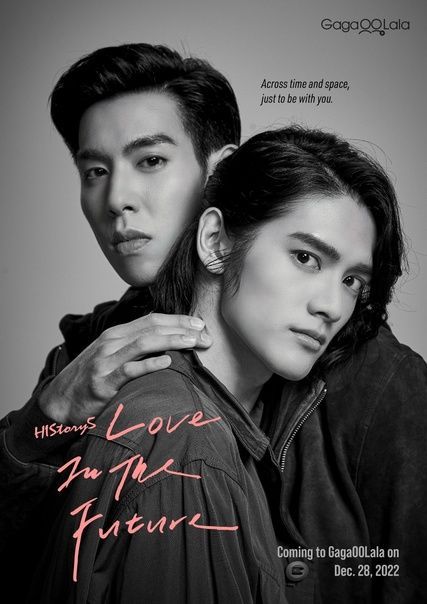 GagaOOLala
Across time and space,
just to be with you.
HIStory5 Love
In The
Future
Coming to GagaOOLala on
Dec. 28, 2022